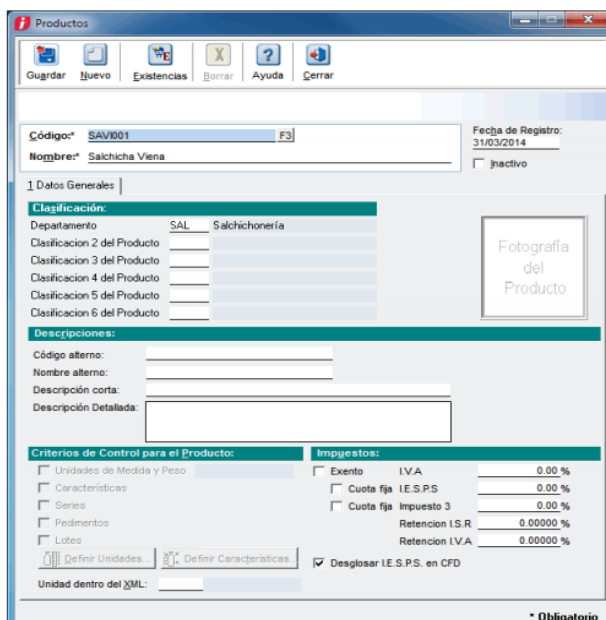 Productos
Guardar Nuevo Existencias Borrar Ayuda Cerrar
Código:* SAVI001 F3
Nombre:* Salchicha Viena
Fecha de Registro:
31/03/2014
Inactivo
1 Datos Generales
Clasificación:
Departamento SAL Salchichonería
Clasificacion 2 del Producto
Clasificacion 3 del Producto
Clasificacion 4 del Producto
Clasificacion 5 del Producto
Clasificacion 6 del Producto
Fotografía
del
Producto
Descripciones:
Código alterno:
Nombre alterno:
Descripción corta:
Descripción Detallada:
Criterios de Control para el Producto:
Unidades de Medida y Peso
Características
Series
Pedimentos
Lotes
Definir Unidades... Definir Características...
Unidad dentro del XML:
Impuestos:
Exento I.V.A 0.00 %
Cuota fija I.E.S.P.S 0.00 %
Cuota fija Impuesto 3 0.00 %
Retencion I.S.R 0.00000 %
Retencion I.V.A 0.00000 %
Desglosar I.E.S.P.S. en CFD
* Obligatorio